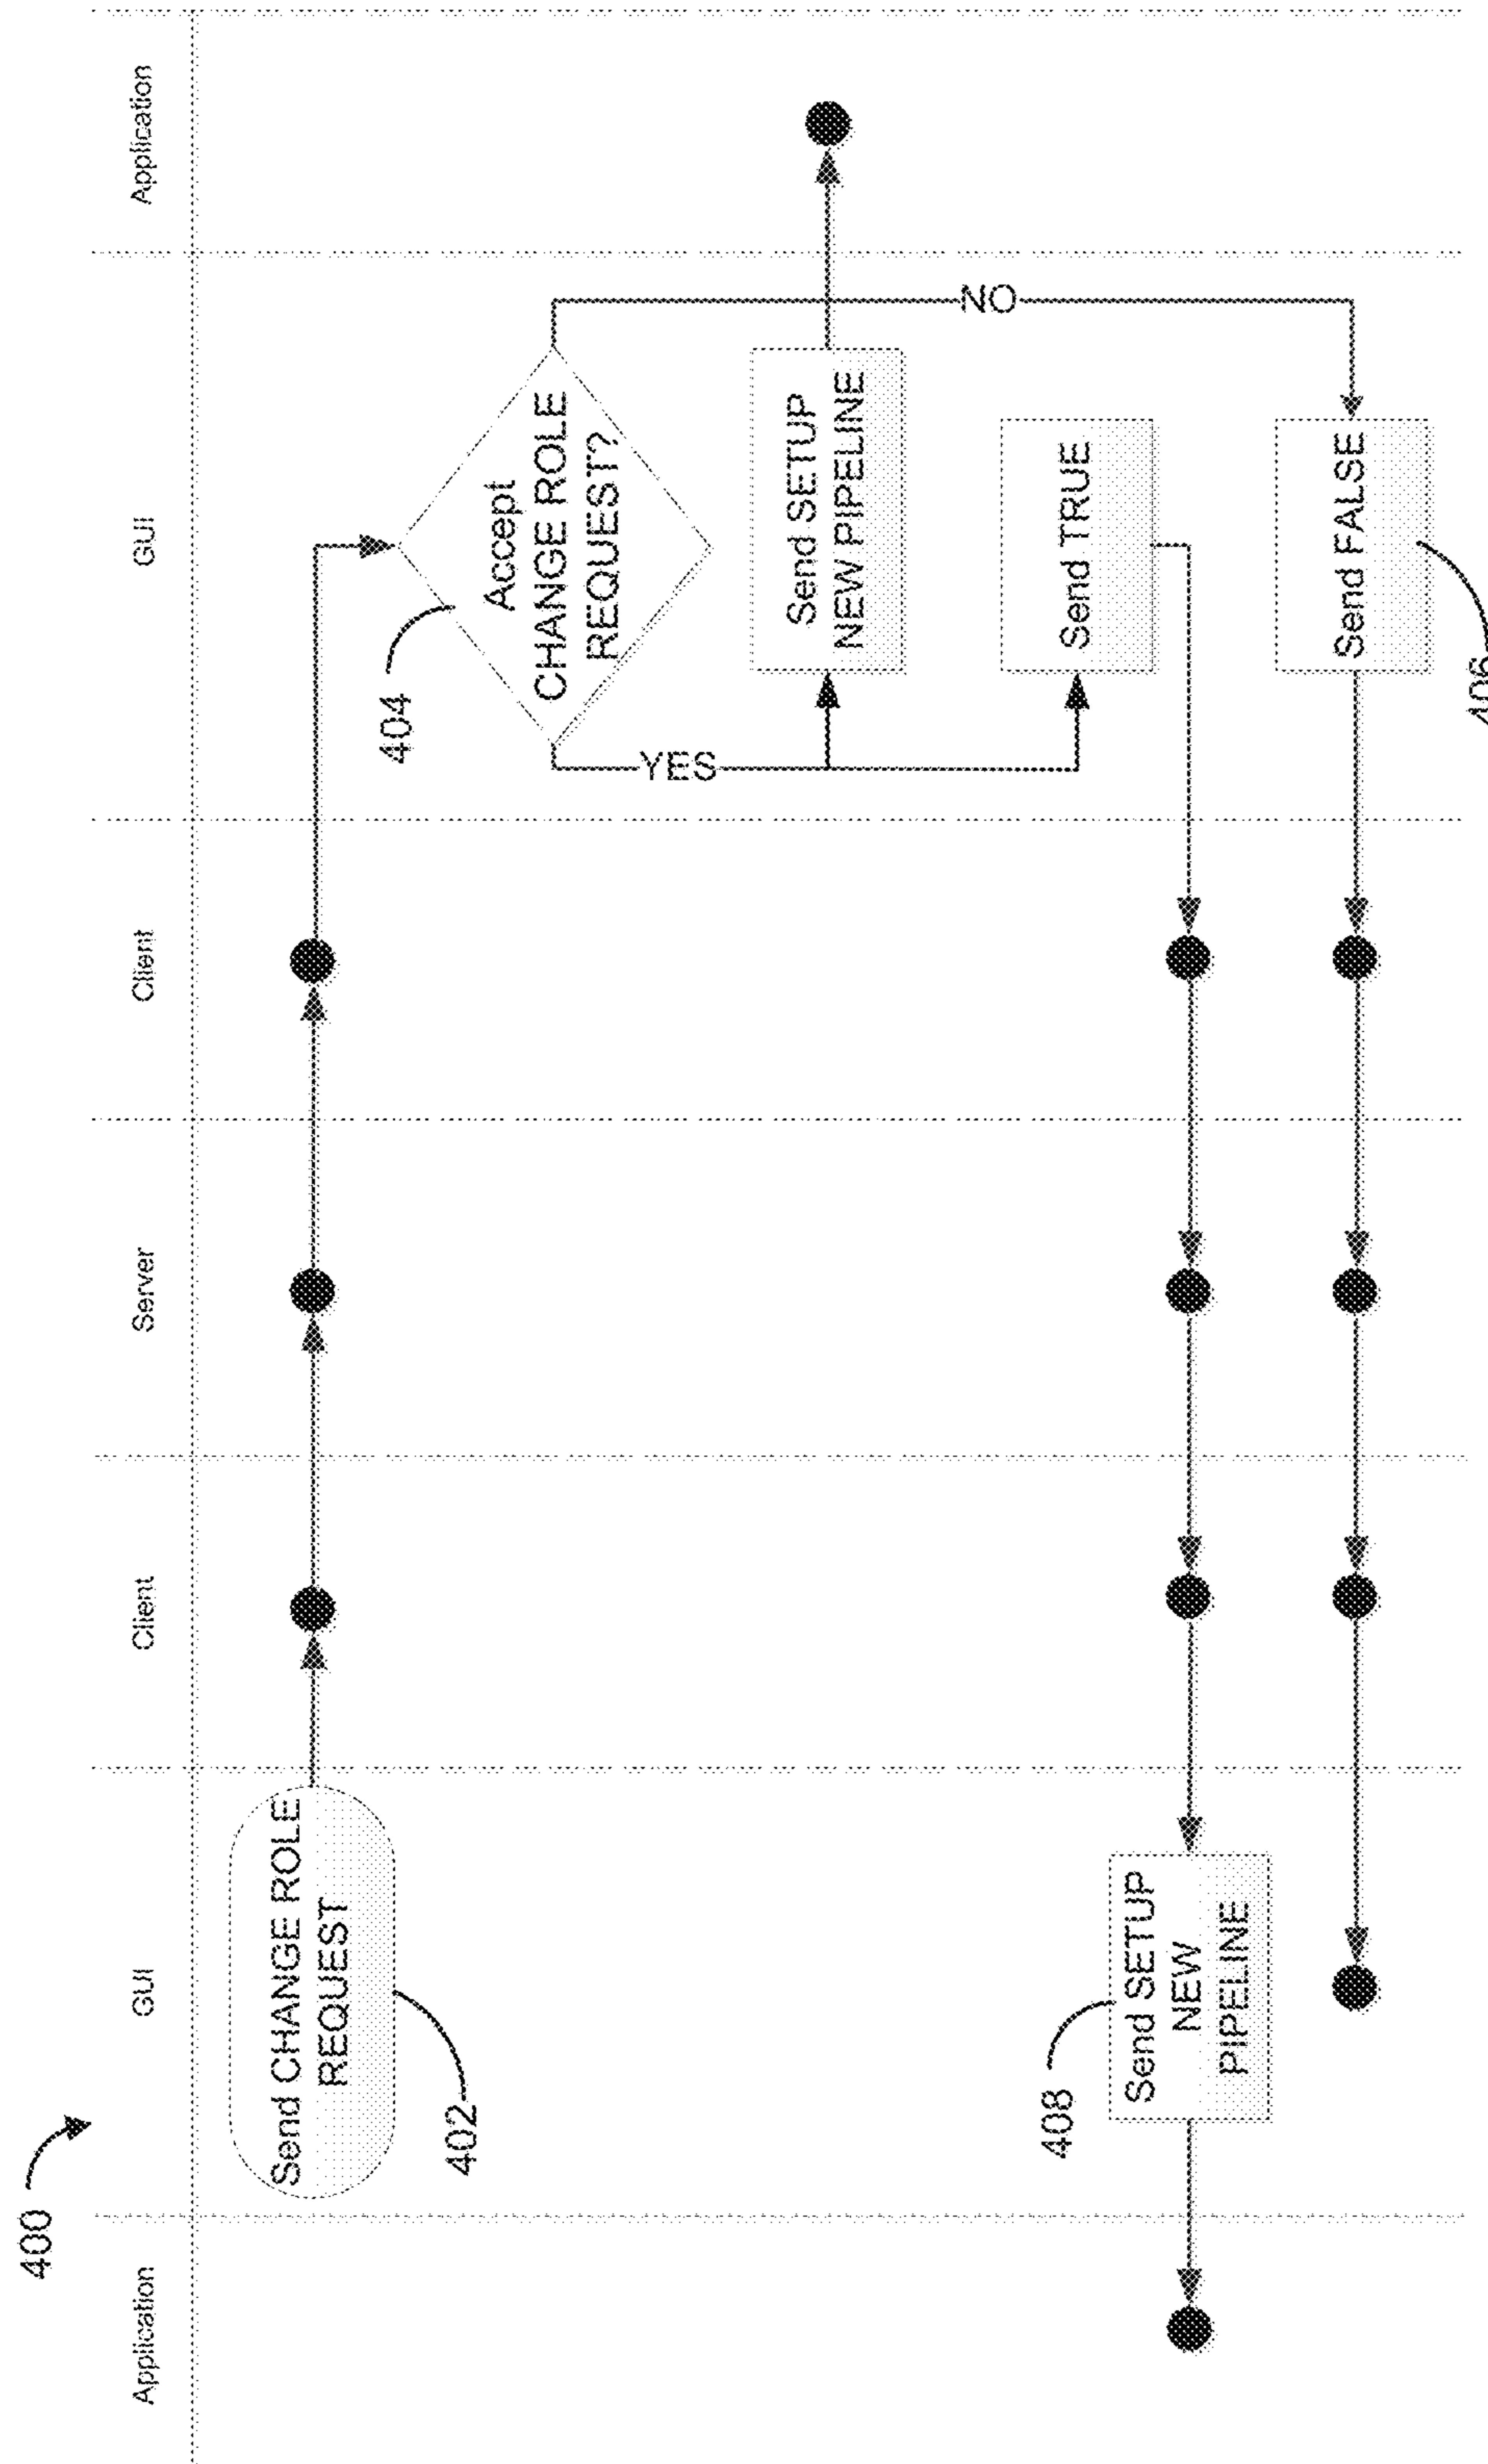 400
Application
GUI
Client
Server
Client
GUI
Application
Send CHANGE ROLE
REQUEST
402
404
Accept
CHANGE ROLE
REQUEST?
YES
NO
Send SETUP
NEW PIPELINE
Send TRUE
408
Send SETUP
NEW
PIPELINE
Send FALSE
406